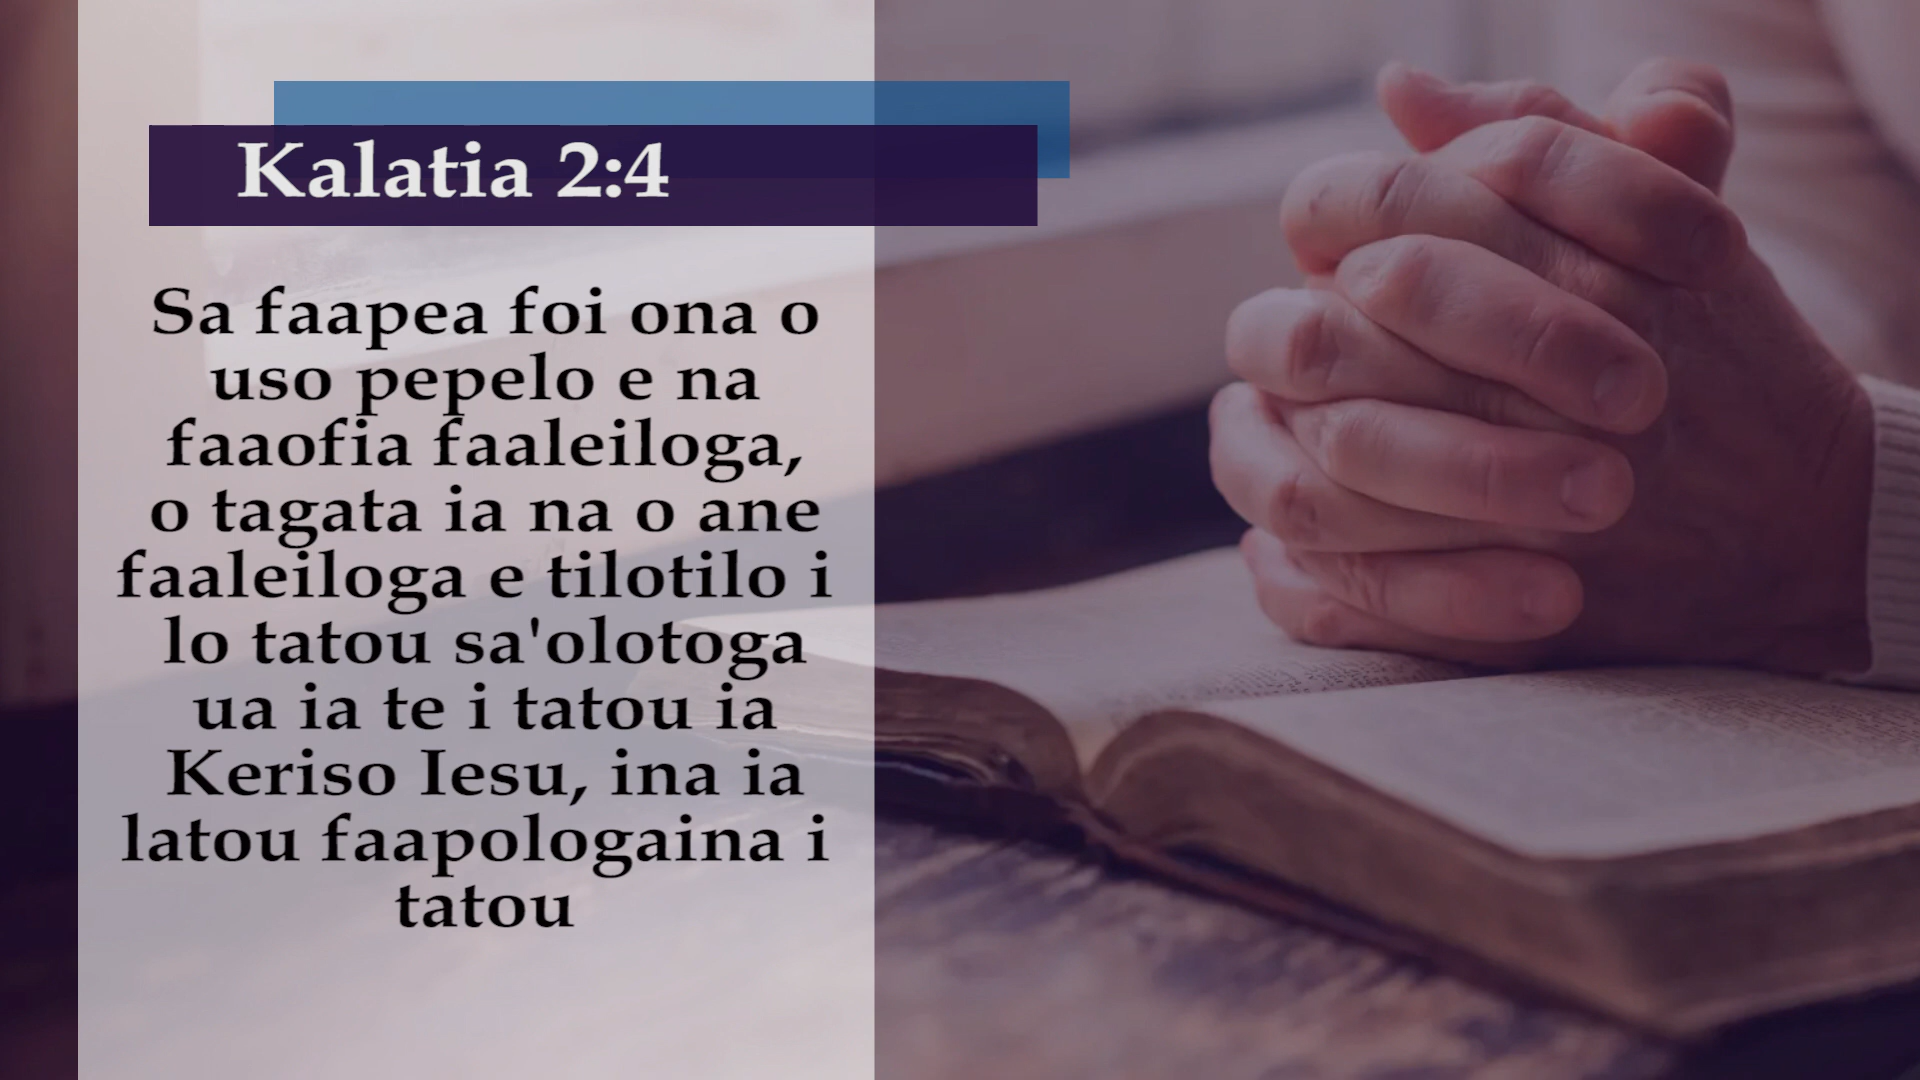 Kalatia 2:4
Sa faapea foi ona o
uso pepelo e na
faaofia faaleiloga,
o tagata ia na o ane
faaleiloga e tilotilo i
lo tatou sa'olotoga
ua ia te i tatou ia
Keriso Iesu, ina ia
latou faapologaina i
tatou